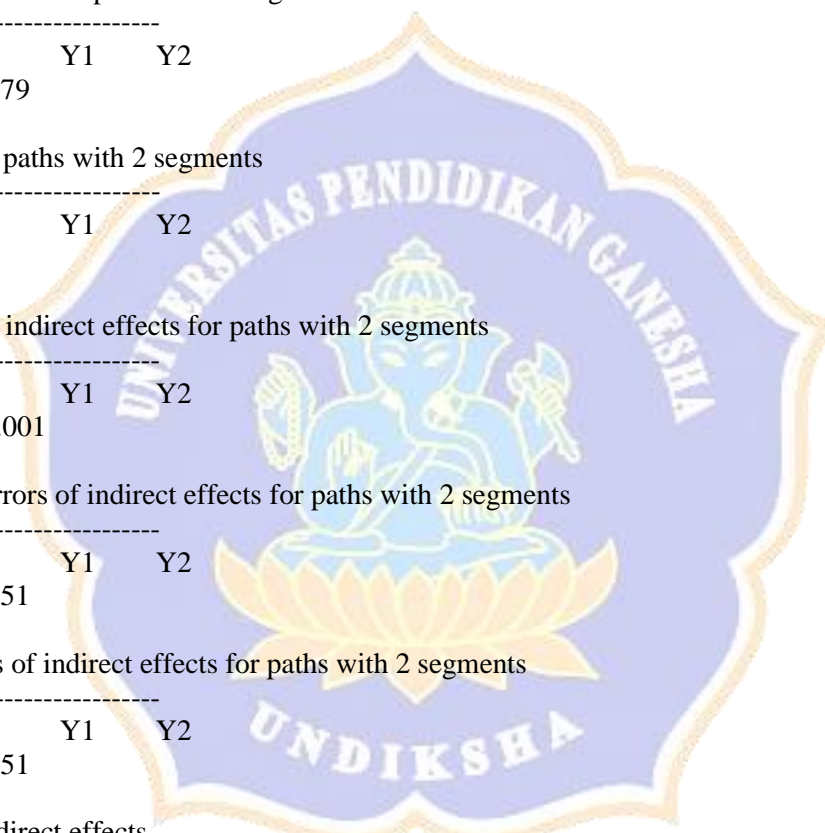 -----------------
Y1 Y2
79
paths with 2 segments
-----------------
Y1 Y2
indirect effects for paths with 2 segments
-----------------
Y1 Y2
.001
rors of indirect effects for paths with 2 segments
-----------------
Y1 Y2
51
s of indirect effects for paths with 2 segments
-----------------
Y1 Y2
51
direct effects
UNIVERSITAS PENDIDIKAN GANESHA
UNDIKSHA